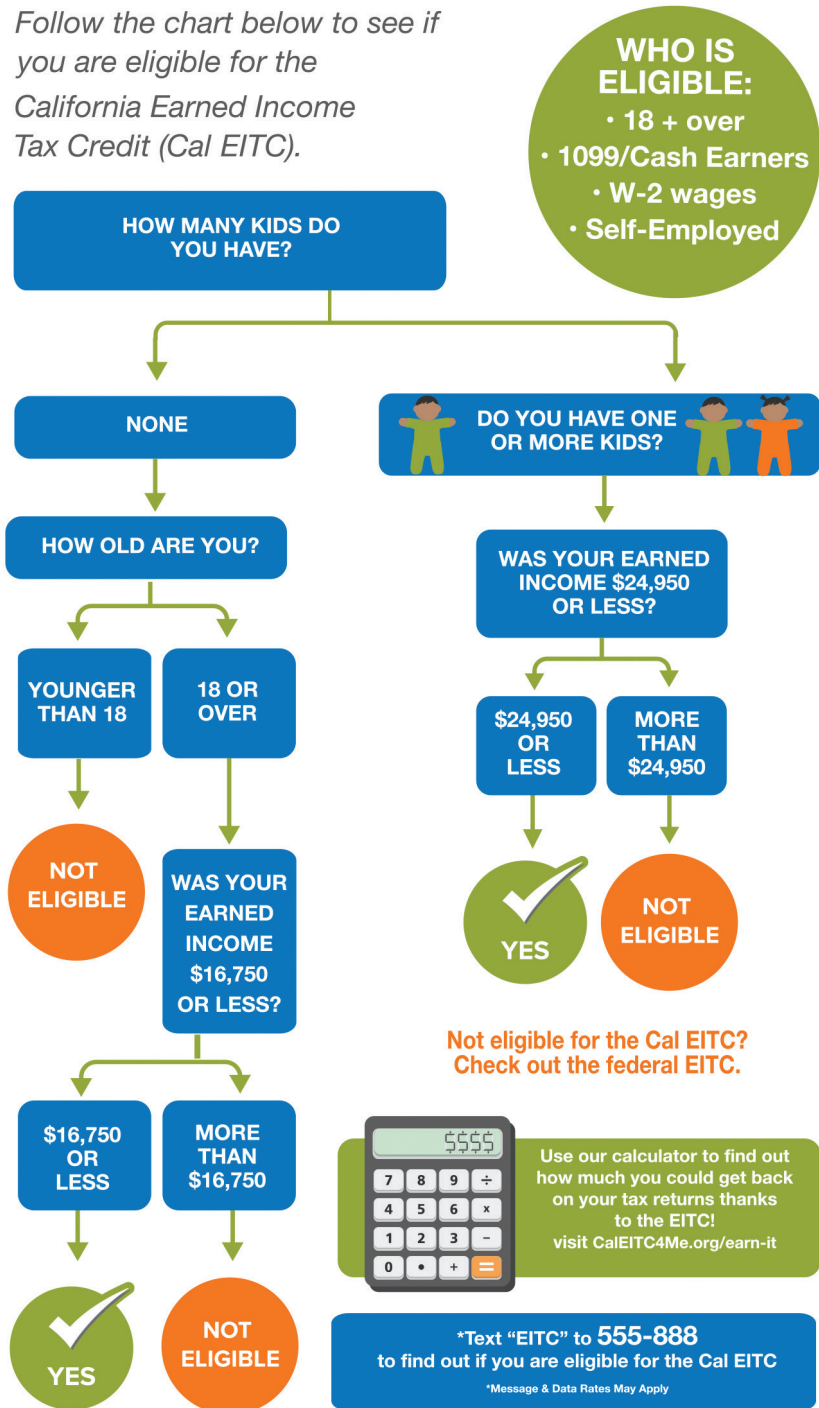 Follow the chart below to see if
you are eligible for the
California Earned Income
Tax Credit (Cal EITC).
WHO IS
ELIGIBLE:
• 18 + over
• 1099/Cash Earners
• W-2 wages
• Self-Employed
HOW MANY KIDS DO
YOU HAVE?
NONE
DO YOU HAVE ONE
OR MORE KIDS?
HOW OLD ARE YOU?
WAS YOUR EARNED
INCOME $24,950
OR LESS?
YOUNGER
THAN 18
18 OR
OVER
$24,950
OR
LESS
MORE
THAN
$24,950
NOT
ELIGIBLE
WAS YOUR
EARNED
INCOME
$16,750
OR LESS?
YES
NOT
ELIGIBLE
Not eligible for the Cal EITC?
Check out the federal EITC.
$16,750
OR
LESS
MORE
THAN
$16,750
YES
NOT
ELIGIBLE
$$$$
7 8 9 ÷
4 5 6 x
1 2 3 −
0 • + =
Use our calculator to find out
how much you could get back
on your tax returns thanks
to the EITC!
visit CalEITC4Me.org/earn-it
*Text “EITC” to 555-888
to find out if you are eligible for the Cal EITC
*Message & Data Rates May Apply